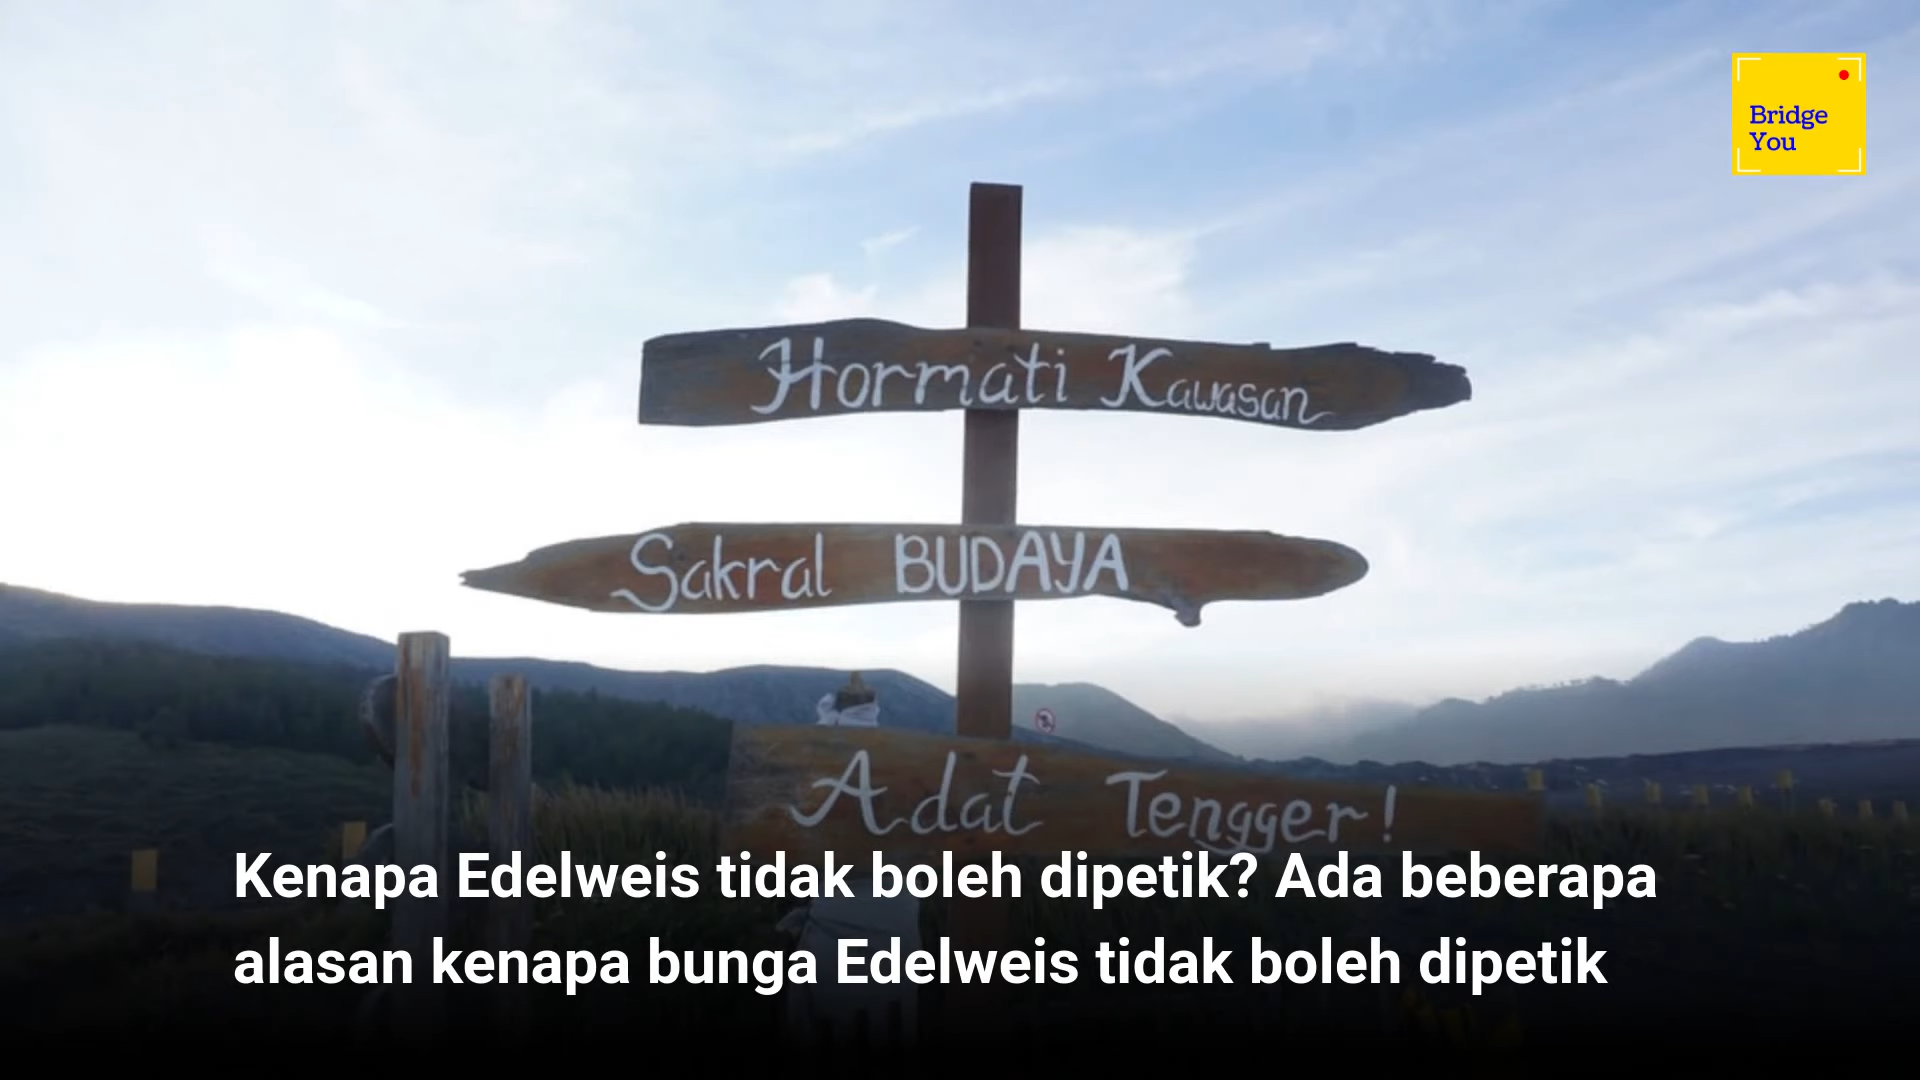 Bridge
You
Hormati Kawasan
Sakral BUDAYA
Adat Tengger!
Kenapa Edelweis tidak boleh dipetik? Ada beberapa
alasan kenapa bunga Edelweis tidak boleh dipetik